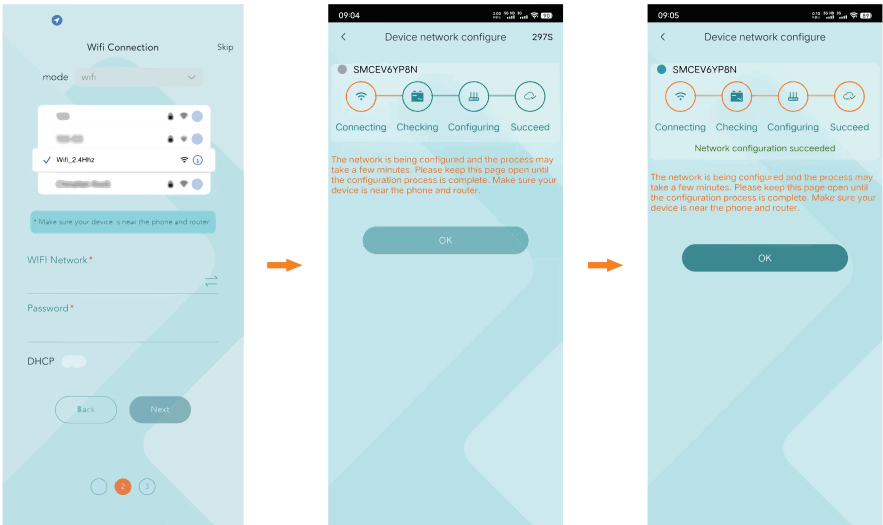 Wifi Connection
Skip
mode
wifi
Wifi_2.4Hhz
* Make sure your device is near the phone and router
WIFI Network*
Password*
DHCP
Back
Next
2
3
09:04
90
Device network configure
297S
SMCEV6YP8N
Connecting
Checking
Configuring
Succeed
The network is being configured and the process may
take a few minutes. Please keep this page open until
the configuration process is complete. Make sure your
device is near the phone and router.
OK
09:05
89
Device network configure
SMCEV6YP8N
Connecting
Checking
Configuring
Succeed
Network configuration succeeded
The network is being configured and the process may
take a few minutes. Please keep this page open until
the configuration process is complete. Make sure your
device is near the phone and router.
OK